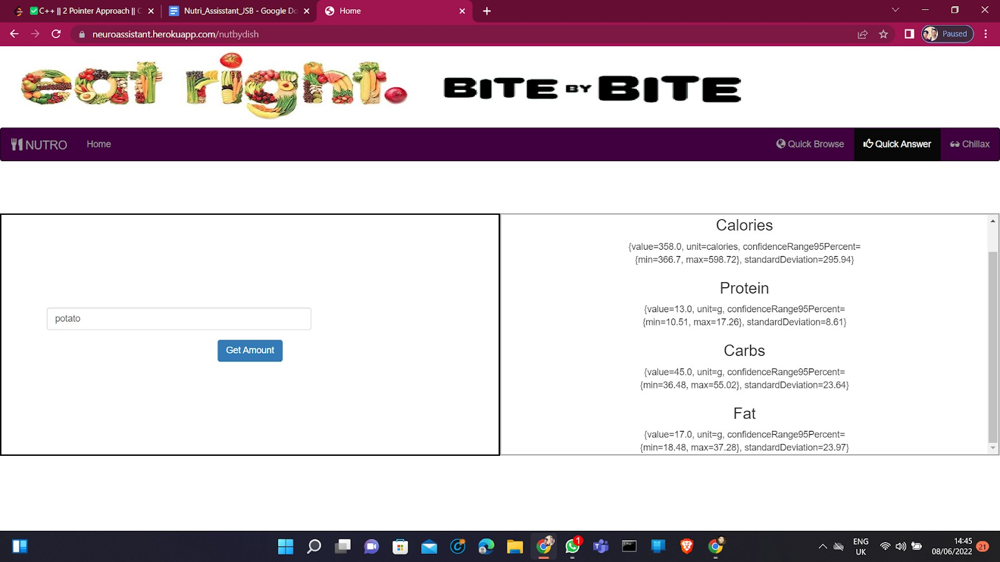 ✅C++ || 2 Pointer Approach || C
Nutri_Assisstant_JSB - Google Do
Home
neuroassistant.herokuapp.com/nutbydish
Paused
eat right.
BITE BY BITE
NUTRO
Home
Quick Browse
Quick Answer
Chillax
potato
Get Amount
Calories
{value=358.0, unit=calories, confidenceRange95Percent=
{min=366.7, max=598.72}, standardDeviation=295.94}
Protein
{value=13.0, unit=g, confidenceRange95Percent=
{min=10.51, max=17.26}, standardDeviation=8.61}
Carbs
{value=45.0, unit=g, confidenceRange95Percent=
{min=36.48, max=55.02}, standardDeviation=23.64}
Fat
{value=17.0, unit=g, confidenceRange95Percent=
{min=18.48, max=37.28}, standardDeviation=23.97}
1
ENG
UK
14:45
08/06/2022
21